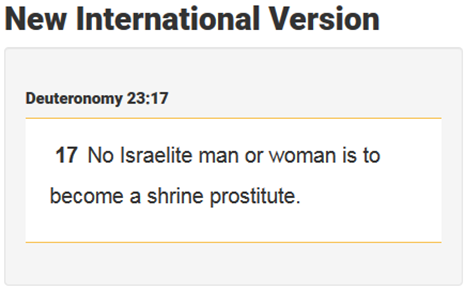 New International Version
Deuteronomy 23:17
17 No Israelite man or woman is to
become a shrine prostitute.